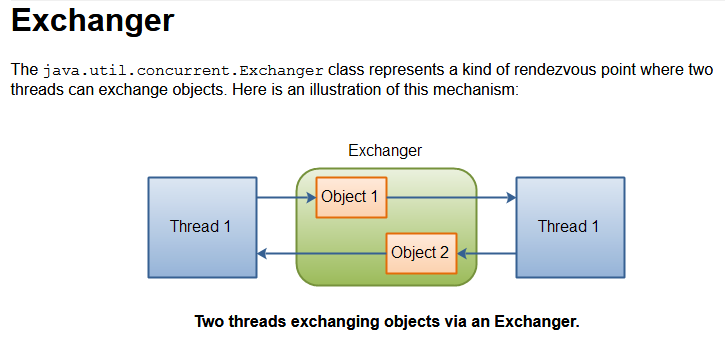 Exchanger
The java.util.concurrent.Exchanger class represents a kind of rendezvous point where two
threads can exchange objects. Here is an illustration of this mechanism:
Exchanger
Object 1
Thread 1
Thread 1
Object 2
Two threads exchanging objects via an Exchanger.